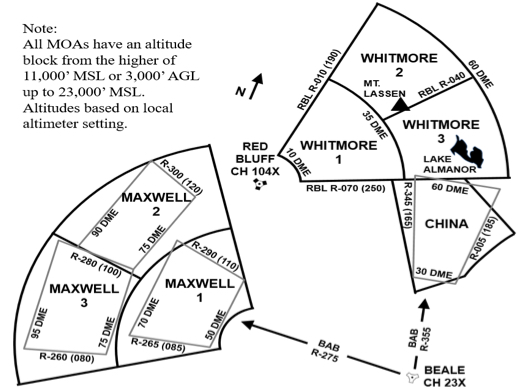 Note:
All MOAs have an altitude
block from the higher of
11,000' MSL or 3,000' AGL
up to 23,000' MSL.
Altitudes based on local
altimeter setting.
N
RBL R-010 (190)
WHITMORE
2
60 DME
MT.
LASSEN
RBL R-040
35 DME
WHITMORE
3
LAKE
ALMANOR
WHITMORE
1
10 DME
RED
BLUFF
CH 104X
RBL R-070 (250)
R-345 (165)
60 DME
CHINA
R-005 (185)
30 DME
R-300 (120)
MAXWELL
2
90 DME
75 DME
R-280 (100)
R-290 (110)
MAXWELL
3
MAXWELL
1
95 DME
75 DME
70 DME
50 DME
R-260 (080)
R-265 (085)
BAB
R-275
BAB
R-355
BEALE
CH 23X